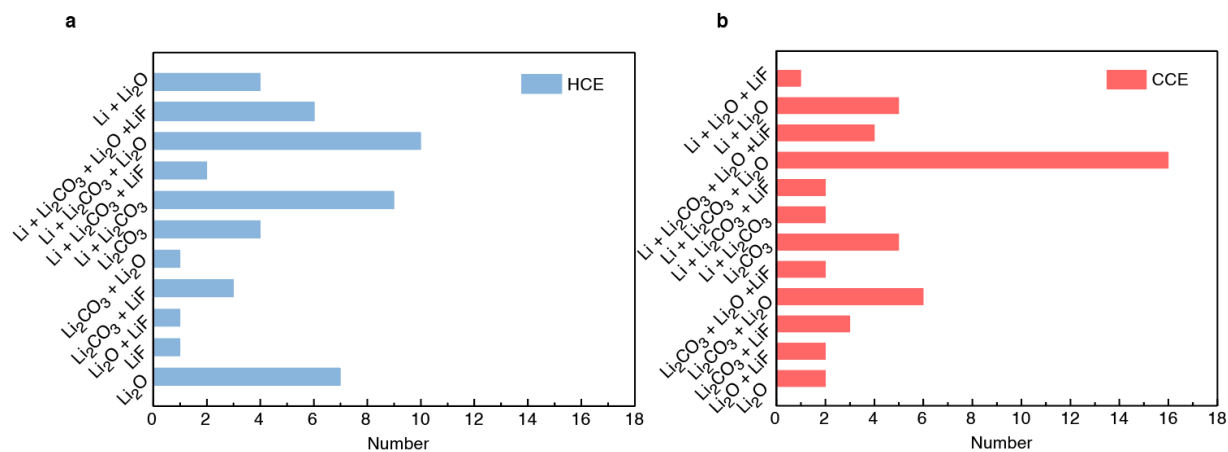 a
HCE
Li + Li₂O
Li + Li₂CO₃ + Li₂O +LiF
Li + Li₂CO₃ + Li₂O
Li + Li₂CO₃ + LiF
Li + Li₂CO₃
Li₂CO₃
Li₂CO₃ + Li₂O
Li₂CO₃ + LiF
Li₂O + LiF
LiF
Li₂O
0 2 4 6 8 10 12 14 16 18
Number
b
CCE
Li + Li₂O + LiF
Li + Li₂O
Li + Li₂CO₃ + Li₂O +LiF
Li + Li₂CO₃ + Li₂O
Li + Li₂CO₃ + LiF
Li + Li₂CO₃
Li₂CO₃
Li₂CO₃ + Li₂O +LiF
Li₂CO₃ + Li₂O
Li₂CO₃ + LiF
Li₂O + LiF
Li₂O
0 2 4 6 8 10 12 14 16 18
Number